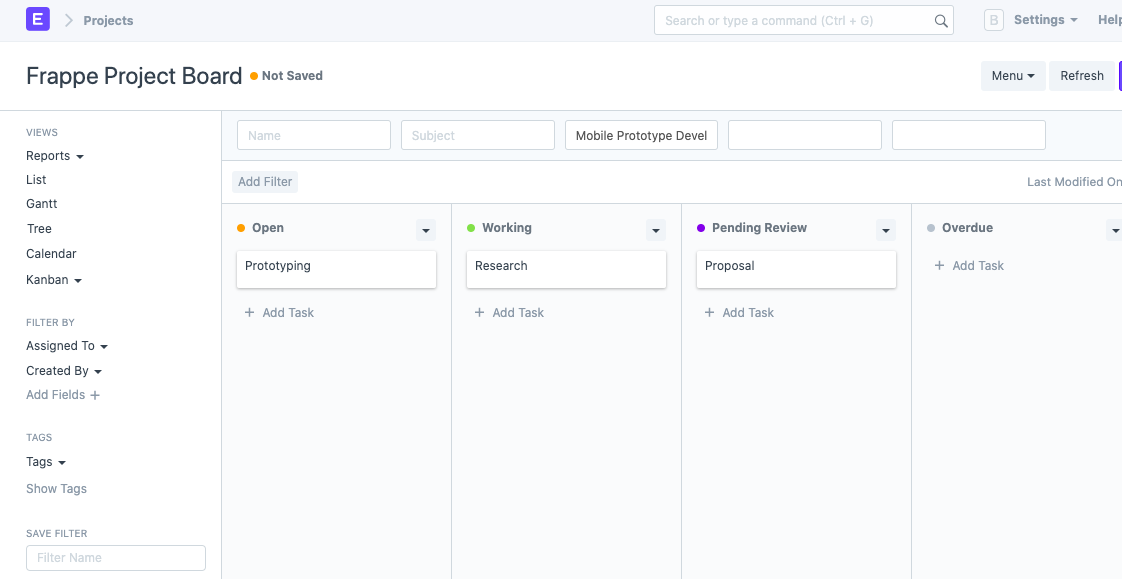 E Projects Search or type a command (Ctrl + G) B Settings Help
Frappe Project Board Not Saved Menu Refresh
VIEWS
Reports
List
Gantt
Tree
Calendar
Kanban
FILTER BY
Assigned To
Created By
Add Fields
TAGS
Tags
Show Tags
SAVE FILTER
Filter Name
Name Subject Mobile Prototype Devel
Add Filter Last Modified On
Open
Prototyping
+ Add Task
Working
Research
+ Add Task
Pending Review
Proposal
+ Add Task
Overdue
+ Add Task